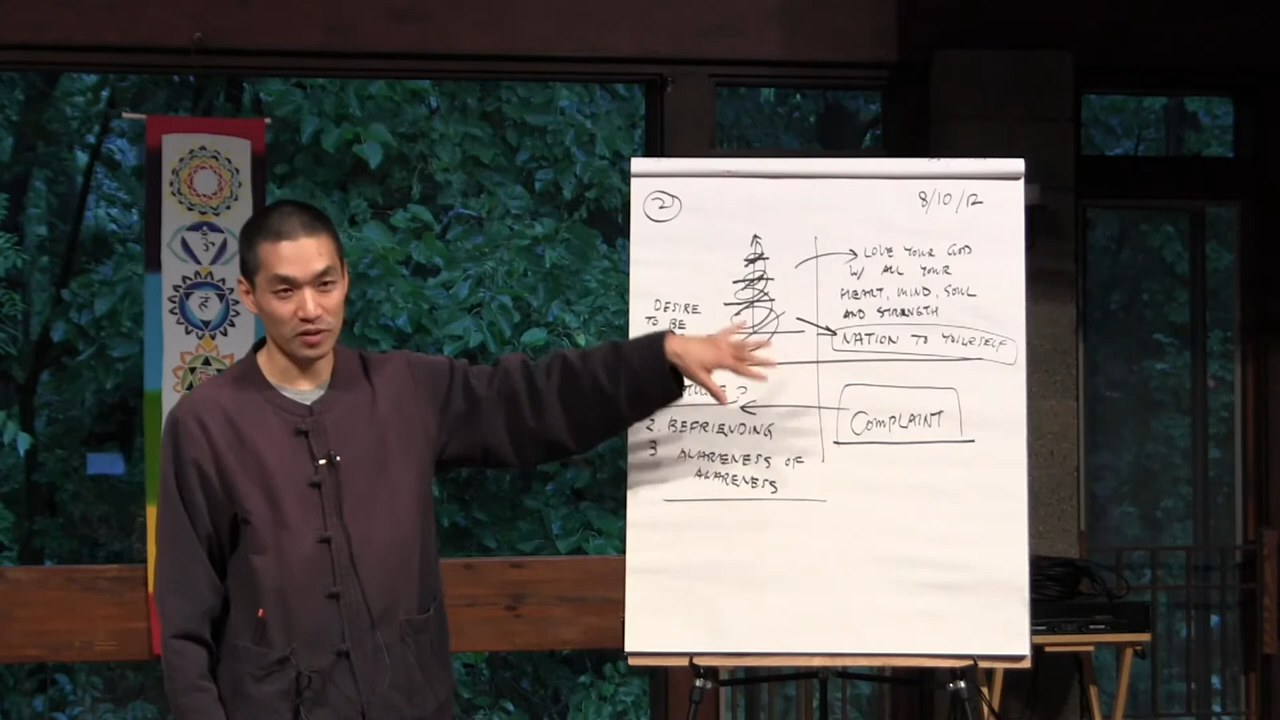 2
8/10/12
LOVE YOUR GOD
W/ ALL YOUR
HEART, MIND, SOUL
AND STRENGTH
DESIRE
TO BE
NATION TO YOURSELF
COMPLAINT
2. BEFRIENDING
3 AWARENESS OF
AWARENESS